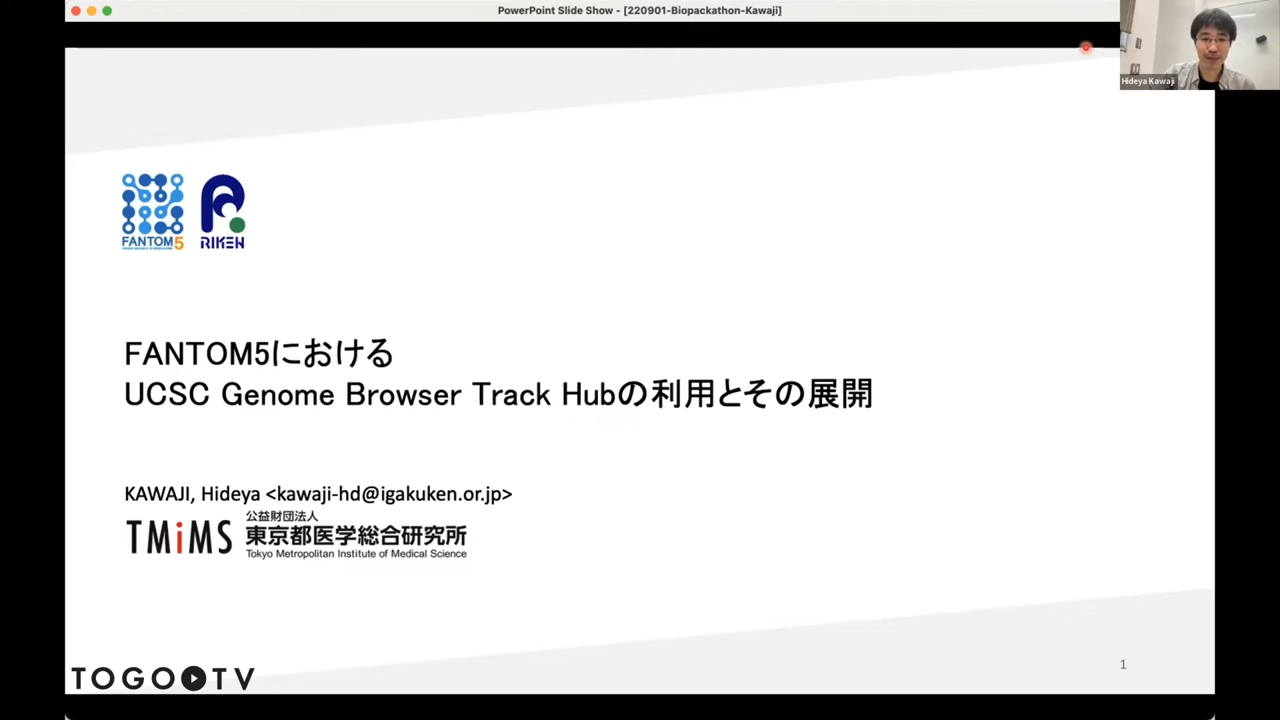 PowerPoint Slide Show - [220901-Biopackathon-Kawaji]
Hideya Kawaji
FANTOM5
RIKEN
FANTOM5における
UCSC Genome Browser Track Hubの利用とその展開
KAWAJI, Hideya <kawaji-hd@igakuken.or.jp>
TMiMS
公益財団法人
東京都医学総合研究所
Tokyo Metropolitan Institute of Medical Science
TOGO TV
1